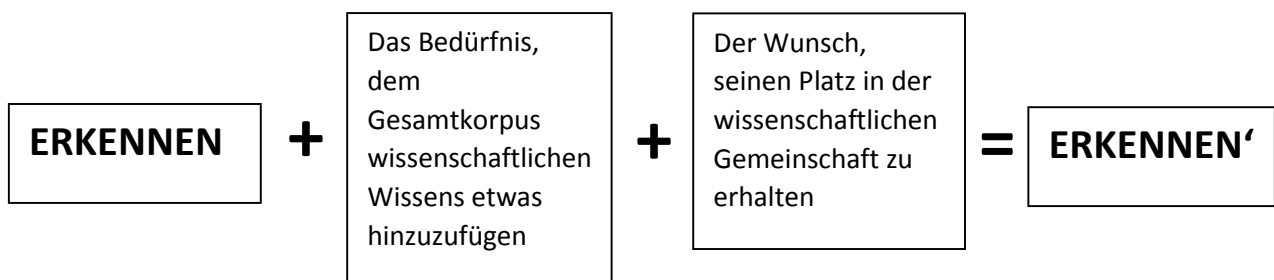 ERKENNEN
+
Das Bedürfnis,
dem
Gesamtkorpus
wissenschaftlichen
Wissens etwas
hinzuzufügen
+
Der Wunsch,
seinen Platz in der
wissenschaftlichen
Gemeinschaft zu
erhalten
=
ERKENNEN‘